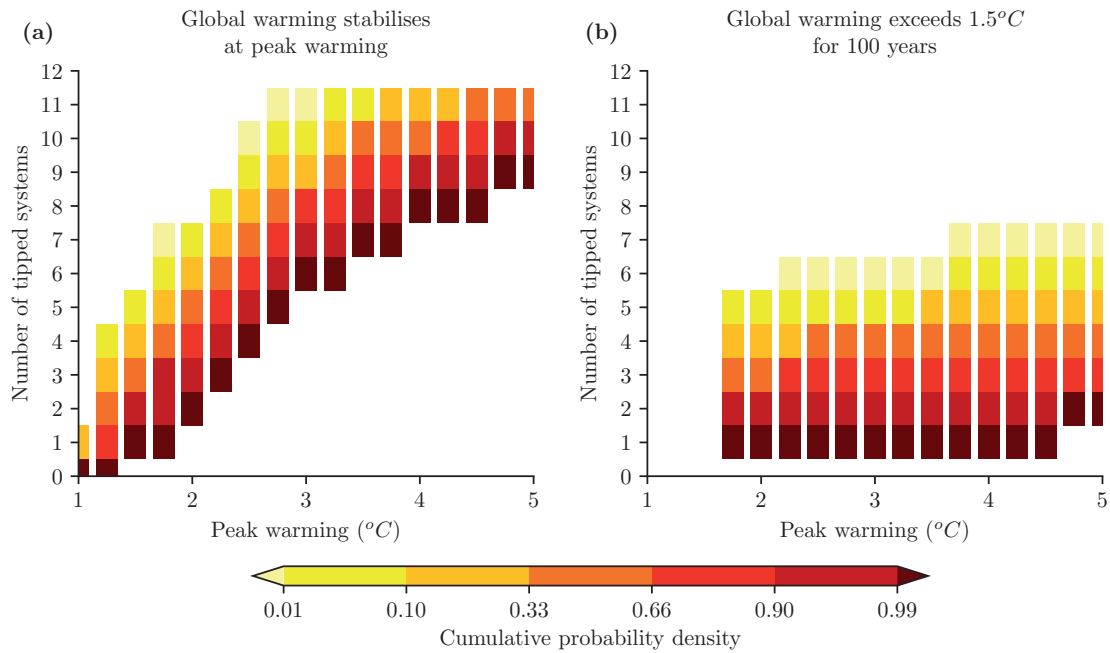 (a)
Global warming stabilises
at peak warming
Number of tipped systems
12
11
10
9
8
7
6
5
4
3
2
1
0
1 2 3 4 5
Peak warming (°C)
(b)
Global warming exceeds 1.5°C
for 100 years
Number of tipped systems
12
11
10
9
8
7
6
5
4
3
2
1
0
1 2 3 4 5
Peak warming (°C)
0.01 0.10 0.33 0.66 0.90 0.99
Cumulative probability density